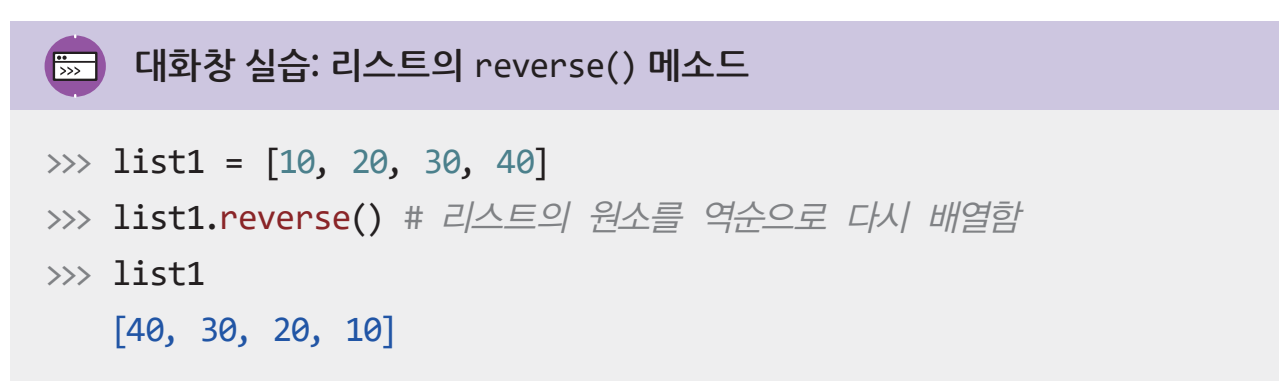 >>>
대화창 실습: 리스트의 reverse() 메소드
>>> list1 = [10, 20, 30, 40]
>>> list1.reverse() # 리스트의 원소를 역순으로 다시 배열함
>>> list1
[40, 30, 20, 10]